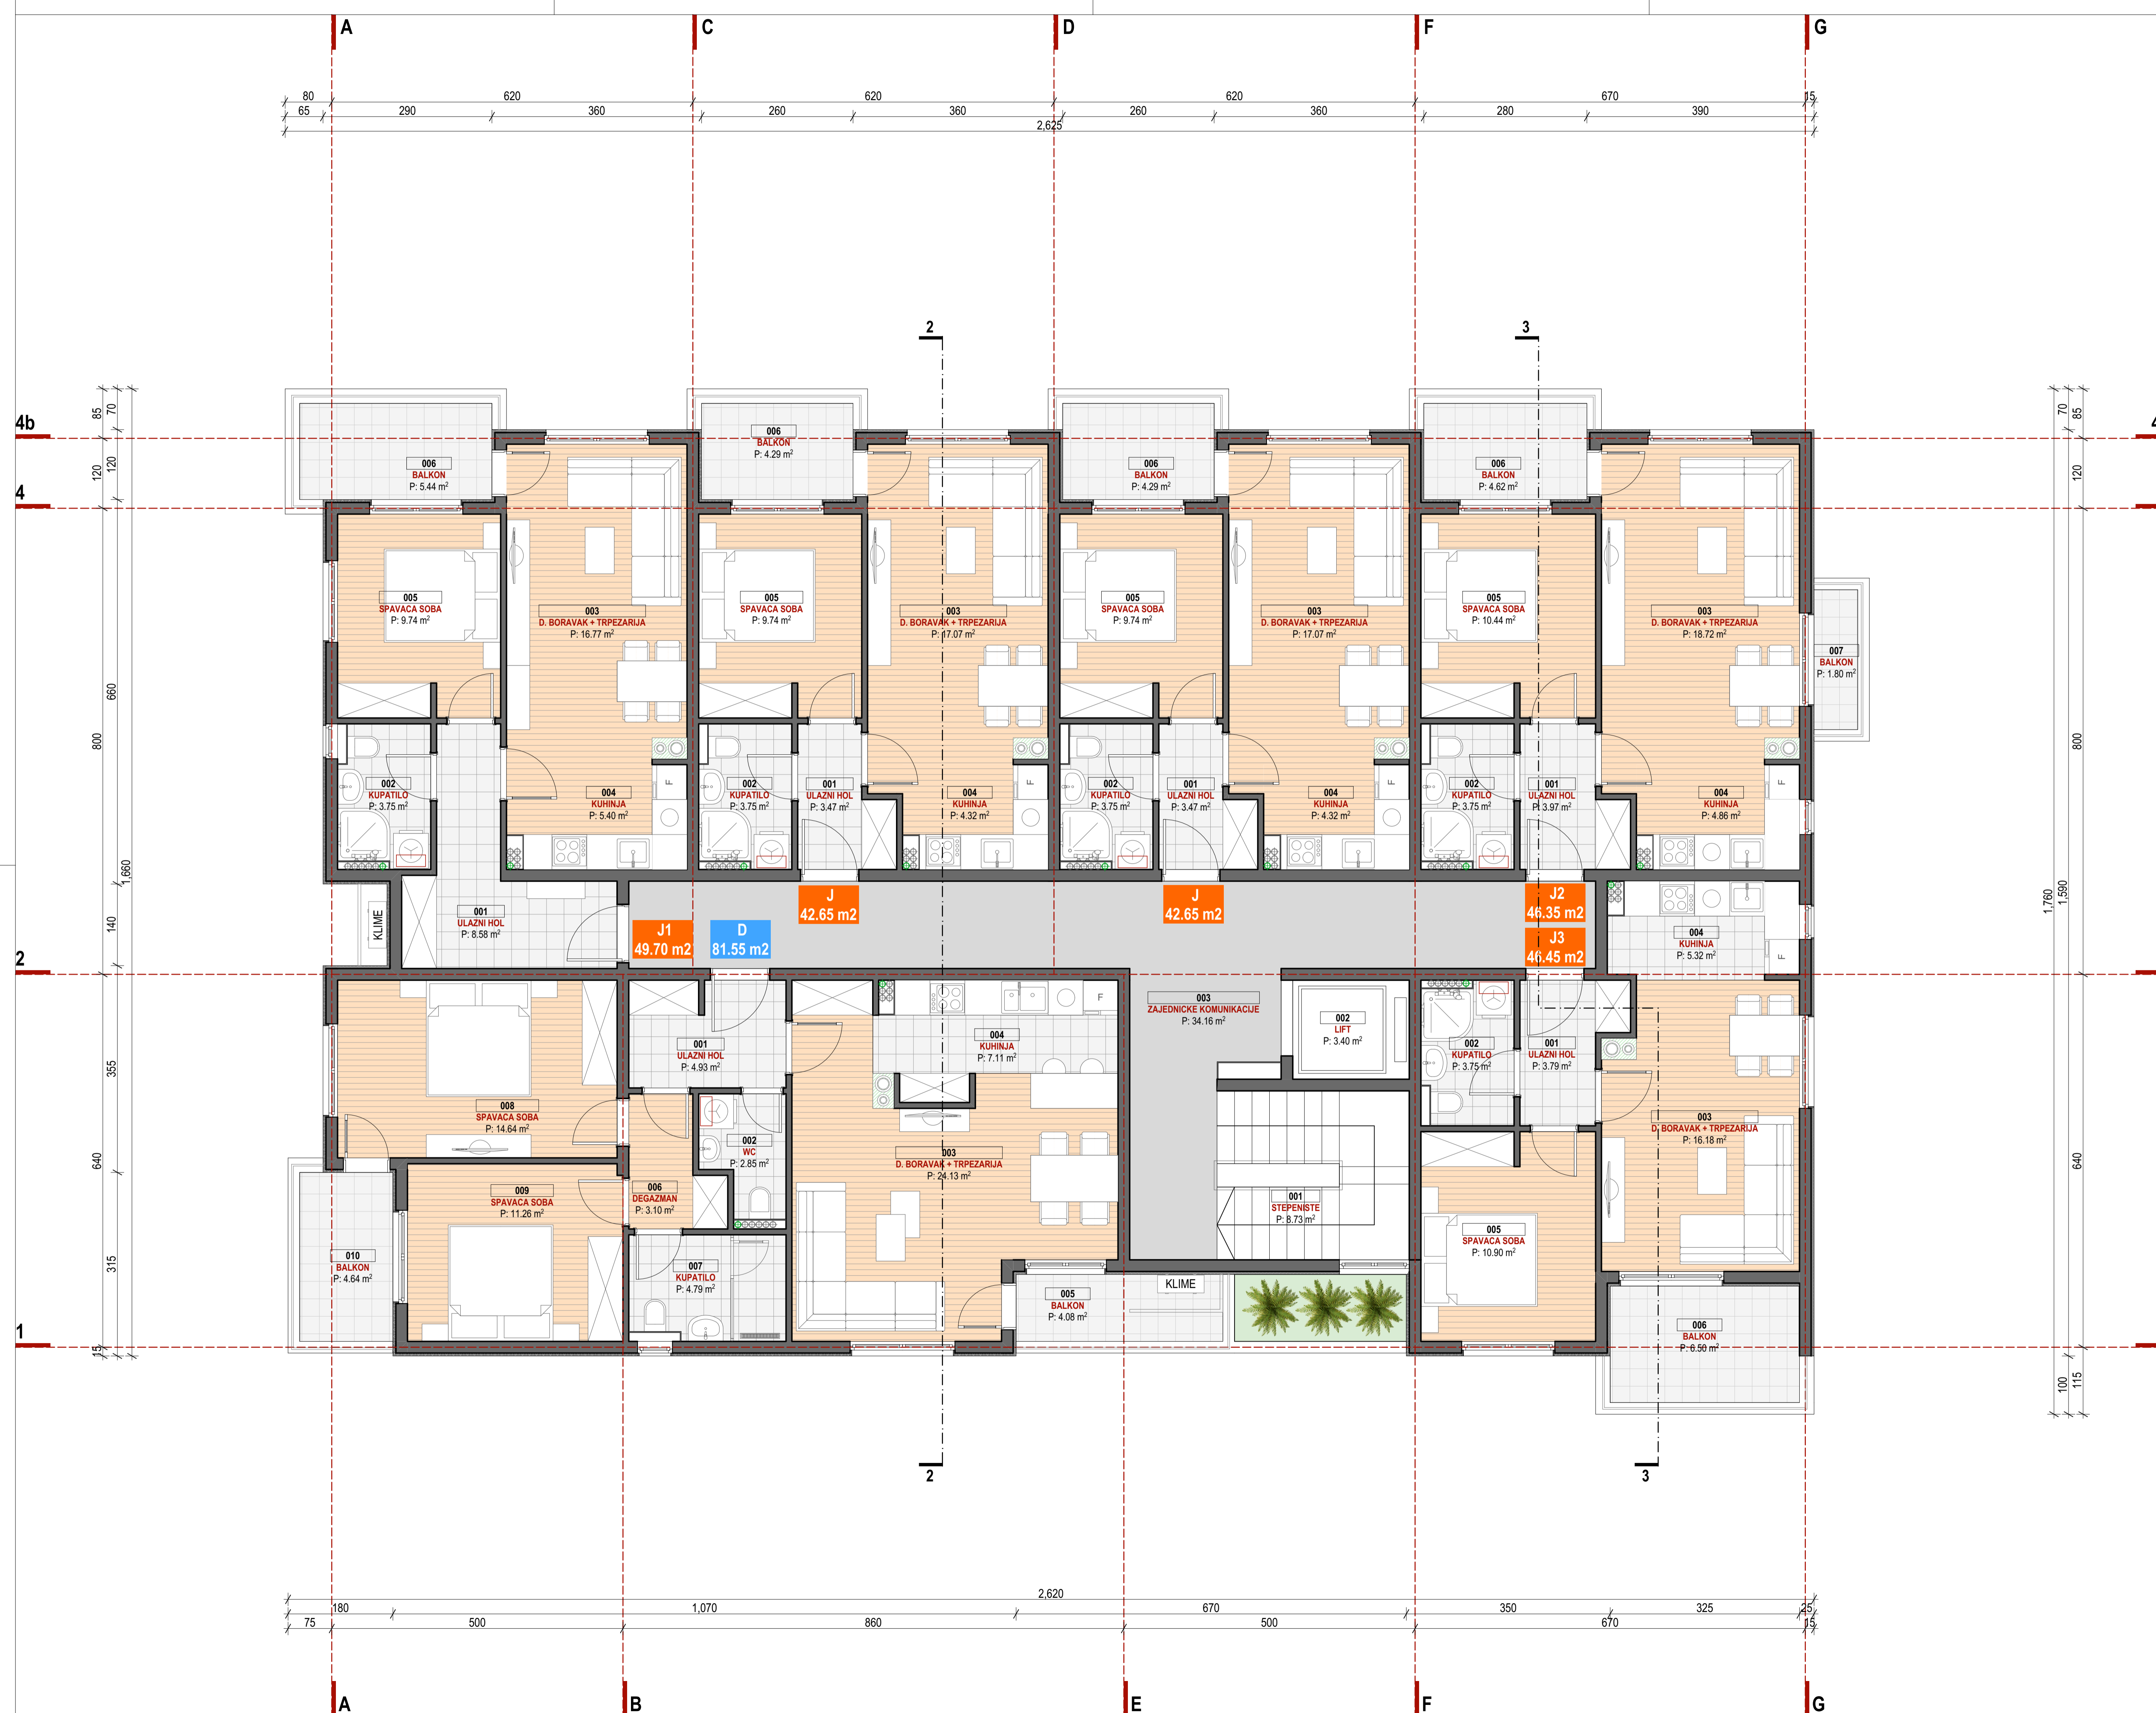 A
C
D
F
G
80
620
620
620
670
15
65
290
360
260
360
260
360
280
390
2,625
2
3
4b
4
2
1
4
85
70
120
120
660
800
1,660
140
355
640
315
15
70
85
120
800
1,760
1,590
640
100
115
006
BALKON
P: 5.44 m²
006
BALKON
P: 4.29 m²
006
BALKON
P: 4.29 m²
006
BALKON
P: 4.62 m²
005
SPAVACA SOBA
P: 9.74 m²
003
D. BORAVAK + TRPEZARIJA
P: 16.77 m²
005
SPAVACA SOBA
P: 9.74 m²
003
D. BORAVAK + TRPEZARIJA
P: 17.07 m²
005
SPAVACA SOBA
P: 9.74 m²
003
D. BORAVAK + TRPEZARIJA
P: 17.07 m²
005
SPAVACA SOBA
P: 10.44 m²
003
D. BORAVAK + TRPEZARIJA
P: 18.72 m²
007
BALKON
P: 1.80 m²
002
KUPATILO
P: 3.75 m²
004
KUHINJA
P: 5.40 m²
F
002
KUPATILO
P: 3.75 m²
001
ULAZNI HOL
P: 3.47 m²
004
KUHINJA
P: 4.32 m²
F
002
KUPATILO
P: 3.75 m²
001
ULAZNI HOL
P: 3.47 m²
004
KUHINJA
P: 4.32 m²
F
002
KUPATILO
P: 3.75 m²
001
ULAZNI HOL
P: 3.97 m²
004
KUHINJA
P: 4.86 m²
F
KLIME
001
ULAZNI HOL
P: 8.58 m²
J1
49.70 m2
D
81.55 m2
J
42.65 m2
J
42.65 m2
J2
46.35 m2
J3
46.45 m2
004
KUHINJA
P: 5.32 m²
F
008
SPAVACA SOBA
P: 14.64 m²
001
ULAZNI HOL
P: 4.93 m²
004
KUHINJA
P: 7.11 m²
F
003
ZAJEDNICKE KOMUNIKACIJE
P: 34.16 m²
002
LIFT
P: 3.40 m²
002
KUPATILO
P: 3.75 m²
001
ULAZNI HOL
P: 3.79 m²
003
D. BORAVAK + TRPEZARIJA
P: 16.18 m²
002
WC
P: 2.85 m²
003
D. BORAVAK + TRPEZARIJA
P: 24.13 m²
009
SPAVACA SOBA
P: 11.26 m²
006
DEGAZMAN
P: 3.10 m²
001
STEPENISTE
P: 8.73 m²
005
SPAVACA SOBA
P: 10.90 m²
010
BALKON
P: 4.64 m²
007
KUPATILO
P: 4.79 m²
005
BALKON
P: 4.08 m²
KLIME
006
BALKON
P: 6.50 m²
2
3
2,620
180
1,070
670
350
325
25
75
500
860
500
670
15
A
B
E
F
G